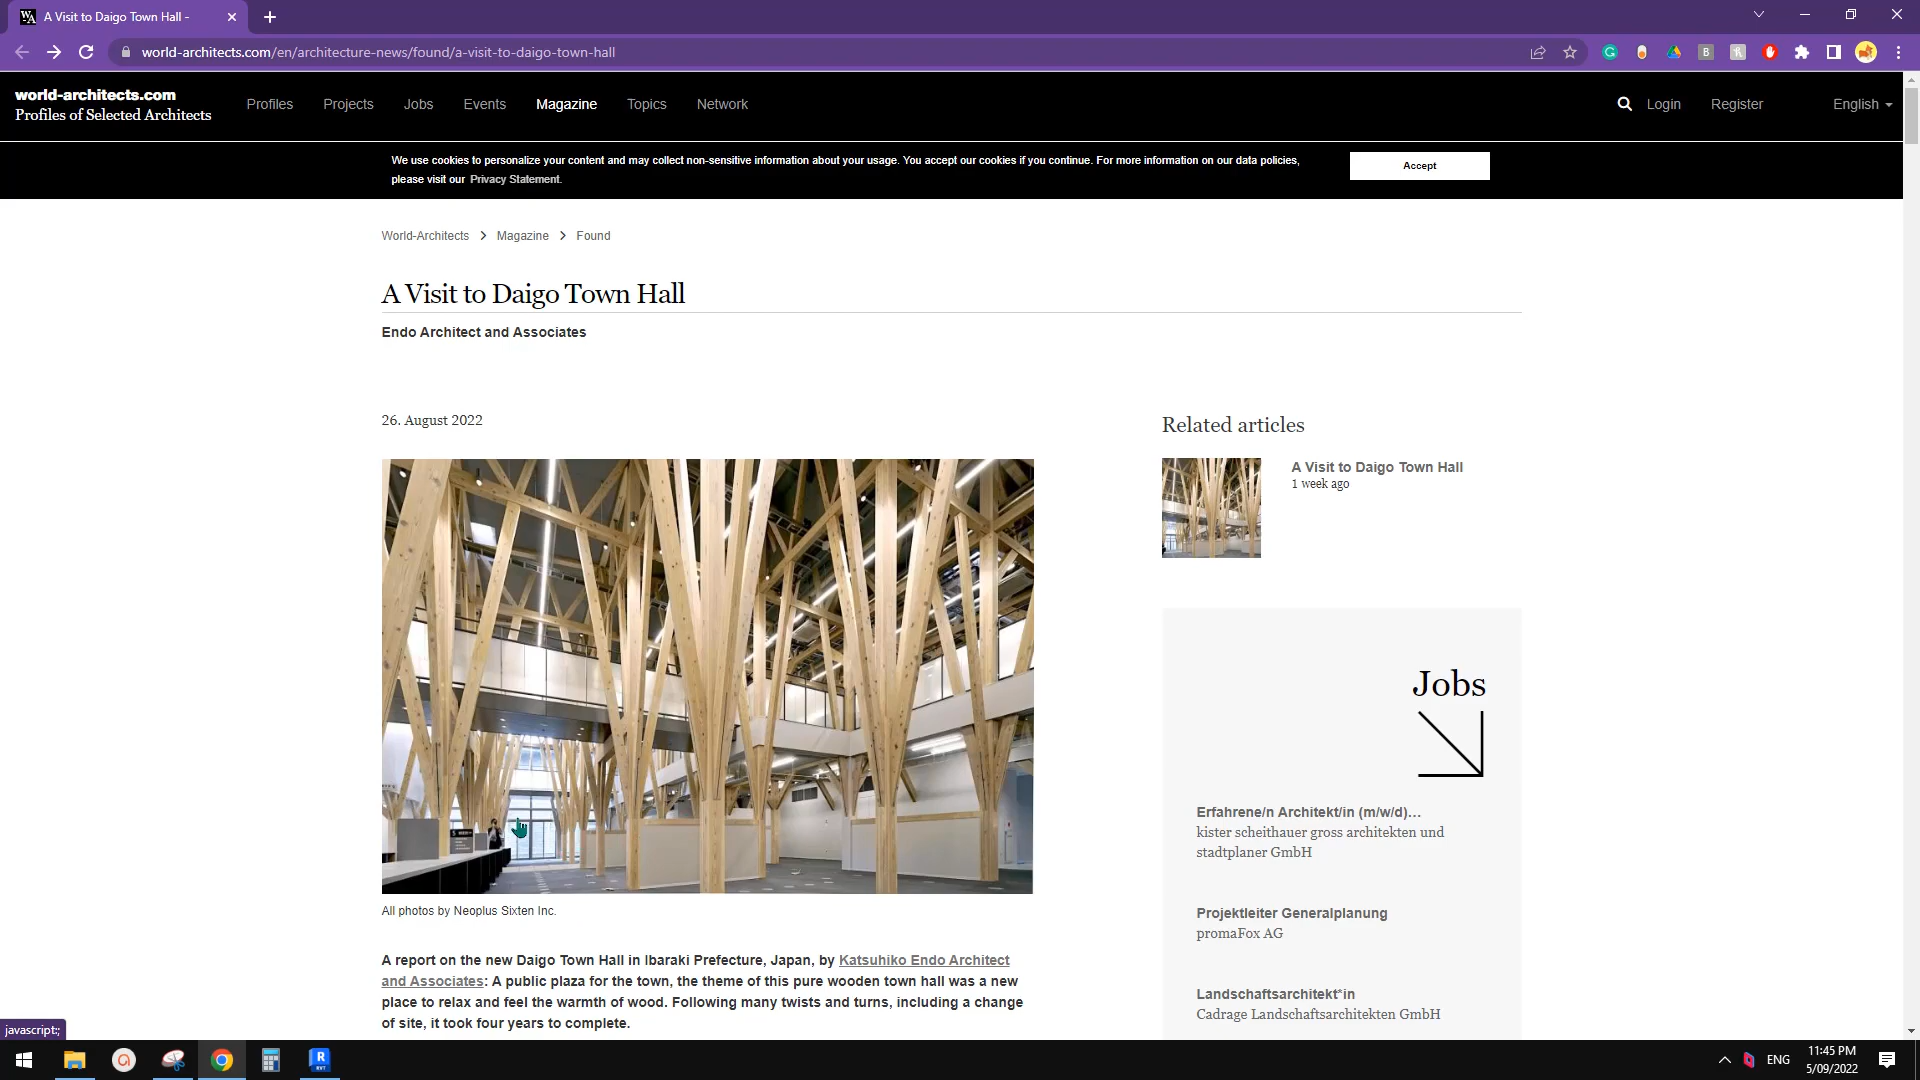 A Visit to Daigo Town Hall -
world-architects.com/en/architecture-news/found/a-visit-to-daigo-town-hall
world-architects.com
Profiles of Selected Architects
Profiles
Projects
Jobs
Events
Magazine
Topics
Network
Login
Register
English
We use cookies to personalize your content and may collect non-sensitive information about your usage. You accept our cookies if you continue. For more information on our data policies,
please visit our Privacy Statement.
Accept
World-Architects > Magazine > Found
A Visit to Daigo Town Hall
Endo Architect and Associates
26. August 2022
All photos by Neoplus Sixten Inc.
A report on the new Daigo Town Hall in Ibaraki Prefecture, Japan, by Katsuhiko Endo Architect
and Associates: A public plaza for the town, the theme of this pure wooden town hall was a new
place to relax and feel the warmth of wood. Following many twists and turns, including a change
of site, it took four years to complete.
Related articles
A Visit to Daigo Town Hall
1 week ago
Jobs
Erfahrene/n Architekt/in (m/w/d)...
kister scheithauer gross architekten und
stadtplaner GmbH
Projektleiter Generalplanung
promaFox AG
Landschaftsarchitekt*in
Cadrage Landschaftsarchitekten GmbH
javascript:;
ENG
11:45 PM
5/09/2022